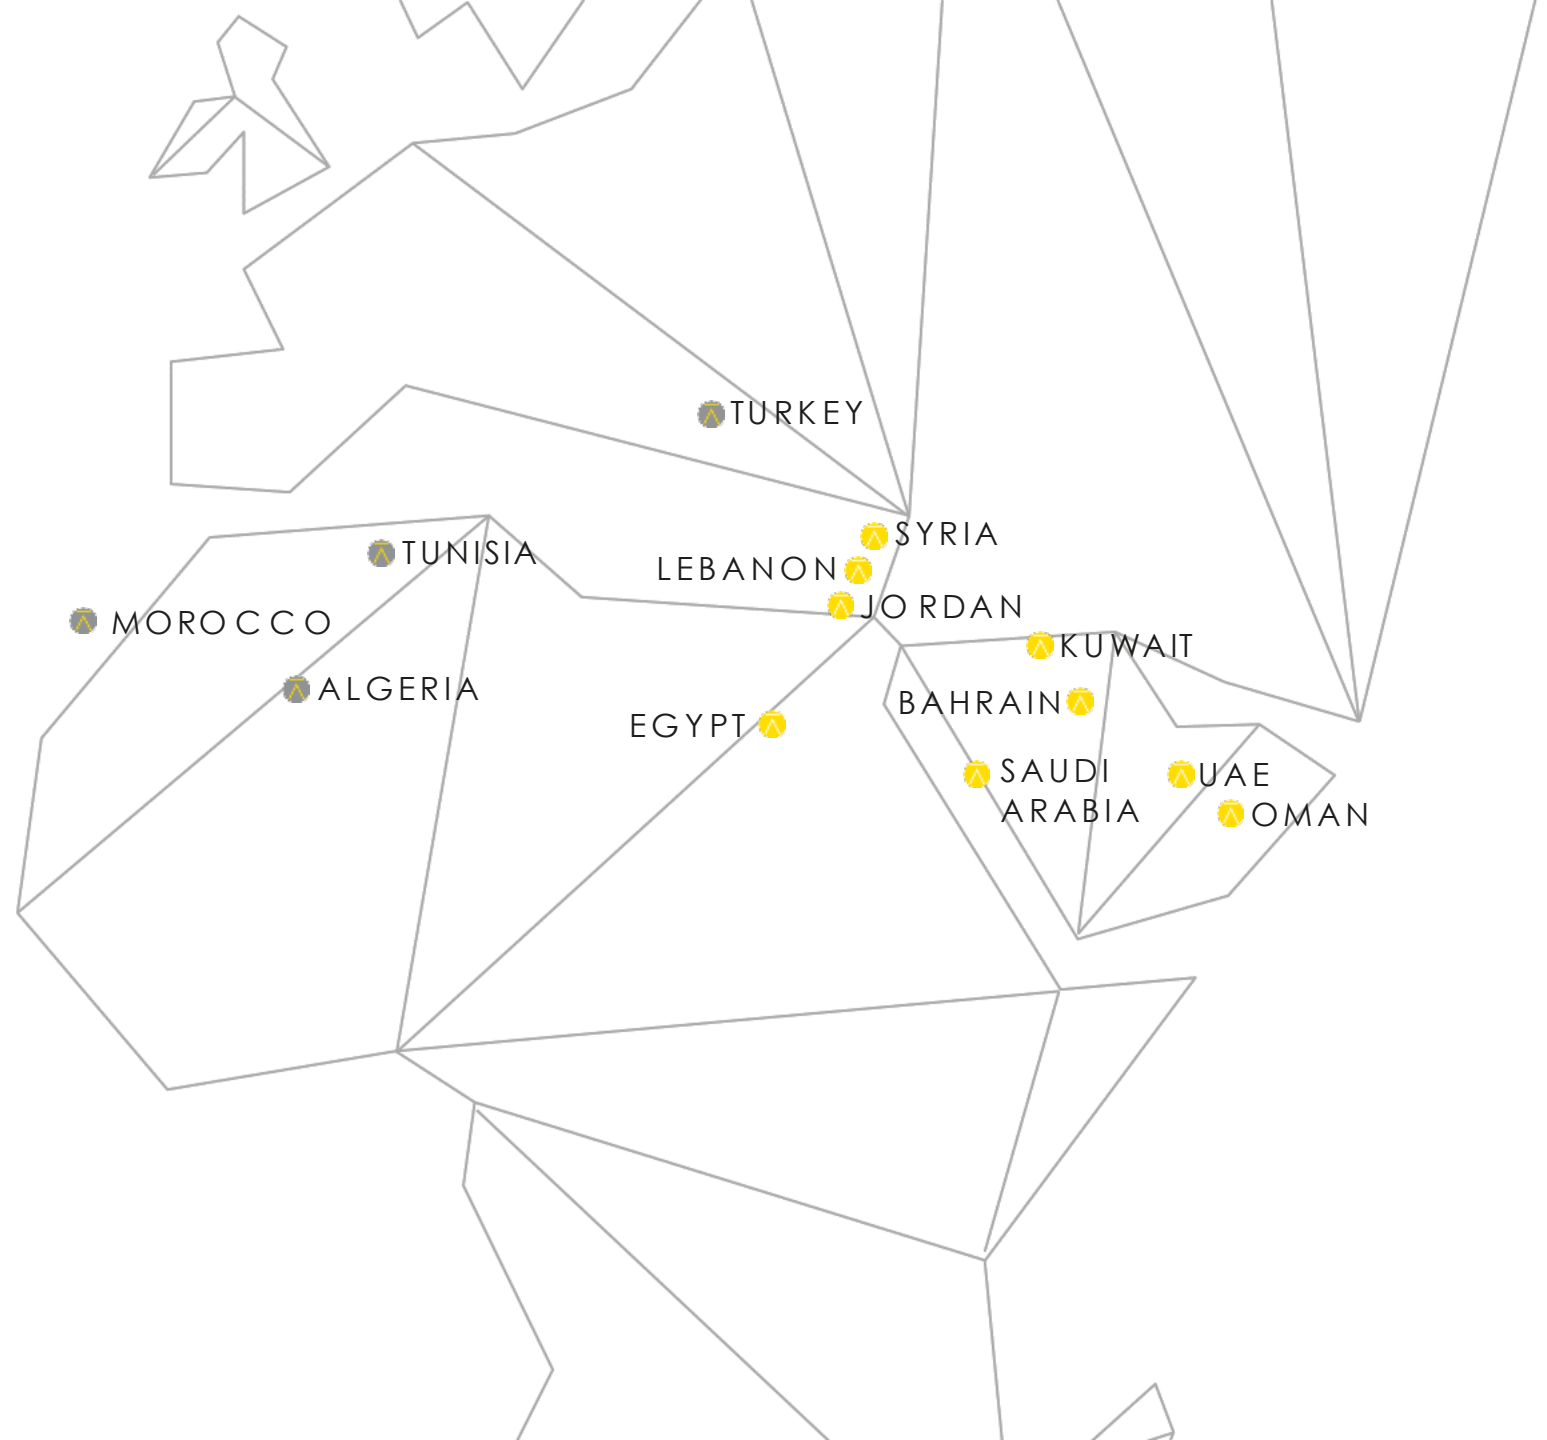 TURKEY
SYRIA
TUNISIA
LEBANON
JORDAN
MOROCCO
KUWAIT
ALGERIA
BAHRAIN
EGYPT
SAUDI
ARABIA
UAE
OMAN